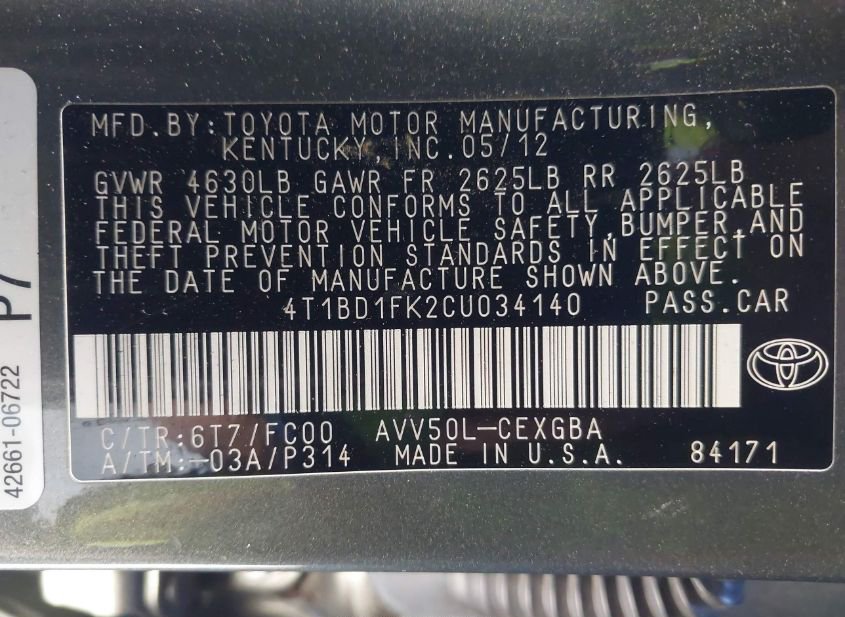 MFD.BY:TOYOTA MOTOR MANUFACTURING,
KENTUCKY,INC.05/12
GVWR 4630LB GAWR FR 2625LB RR 2625LB
THIS VEHICLE CONFORMS TO ALL APPLICABLE
FEDERAL MOTOR VEHICLE SAFETY,BUMPER,AND
THEFT PREVENTION STANDARDS IN EFFECT ON
THE DATE OF MANUFACTURE SHOWN ABOVE.
4T1BD1FK2CU034140 PASS.CAR
C/TR:6T7/FC00 AVV50L-CEXGBA
A/TM:-03A/P314 MADE IN U.S.A. 84171
42661-06722
P7